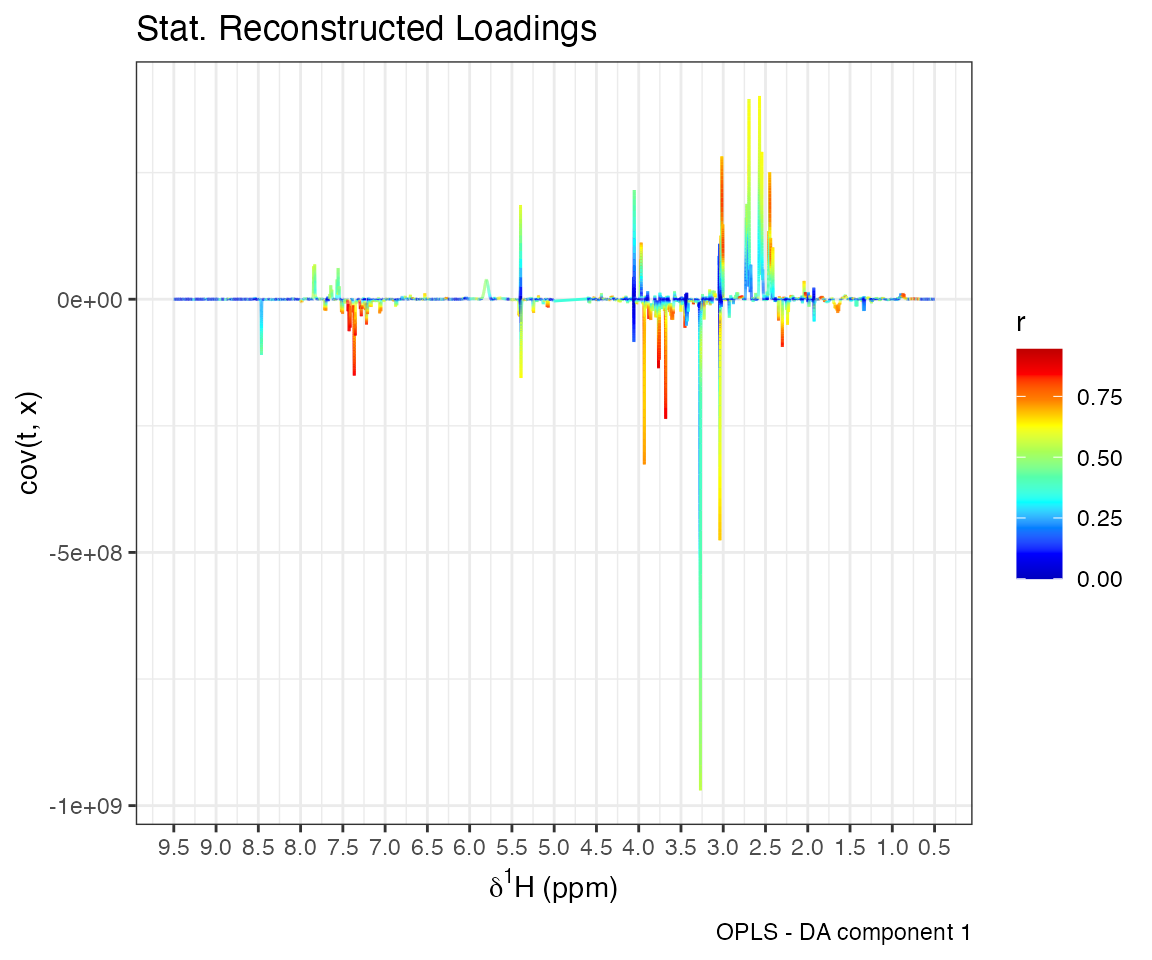 Stat. Reconstructed Loadings
cov(t, x)
0e+00
-5e+08
-1e+09
9.5 9.0 8.5 8.0 7.5 7.0 6.5 6.0 5.5 5.0 4.5 4.0 3.5 3.0 2.5 2.0 1.5 1.0 0.5
δ¹H (ppm)
r
0.75
0.50
0.25
0.00
OPLS - DA component 1